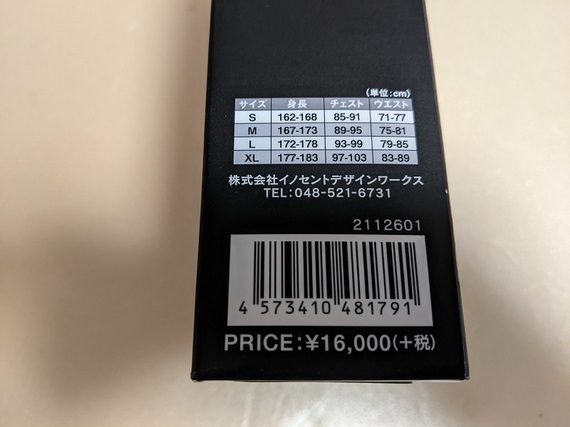 (単位:cm)
サイズ 身長 チェスト ウエスト
S 162-168 85-91 71-77
M 167-173 89-95 75-81
L 172-178 93-99 79-85
XL 177-183 97-103 83-89
株式会社イノセントデザインワークス
TEL:048-521-6731
2112601
4 573410 481791
PRICE:¥16,000(+税)